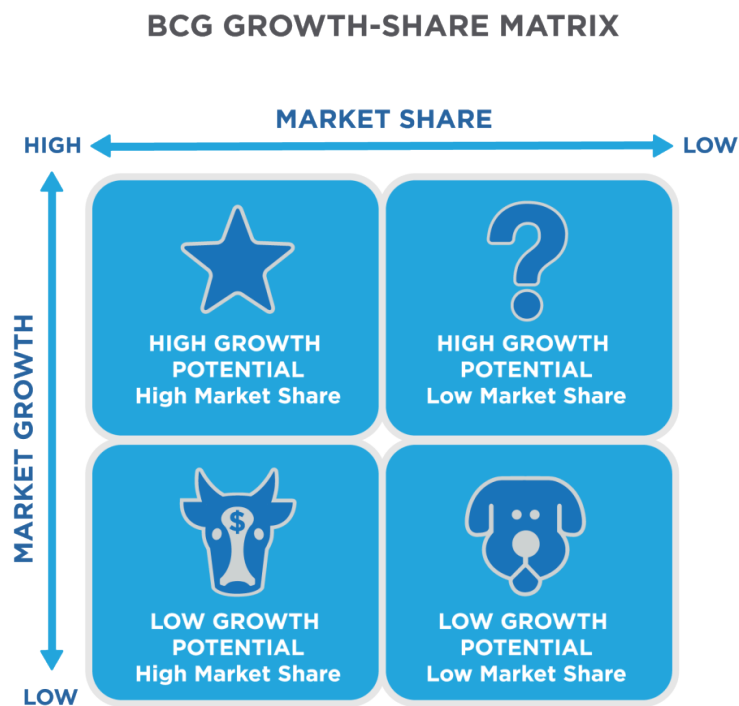 BCG GROWTH-SHARE MATRIX
MARKET SHARE
HIGH
LOW
MARKET GROWTH
HIGH GROWTH
POTENTIAL
High Market Share
HIGH GROWTH
POTENTIAL
Low Market Share
$
LOW GROWTH
POTENTIAL
High Market Share
LOW GROWTH
POTENTIAL
Low Market Share
LOW